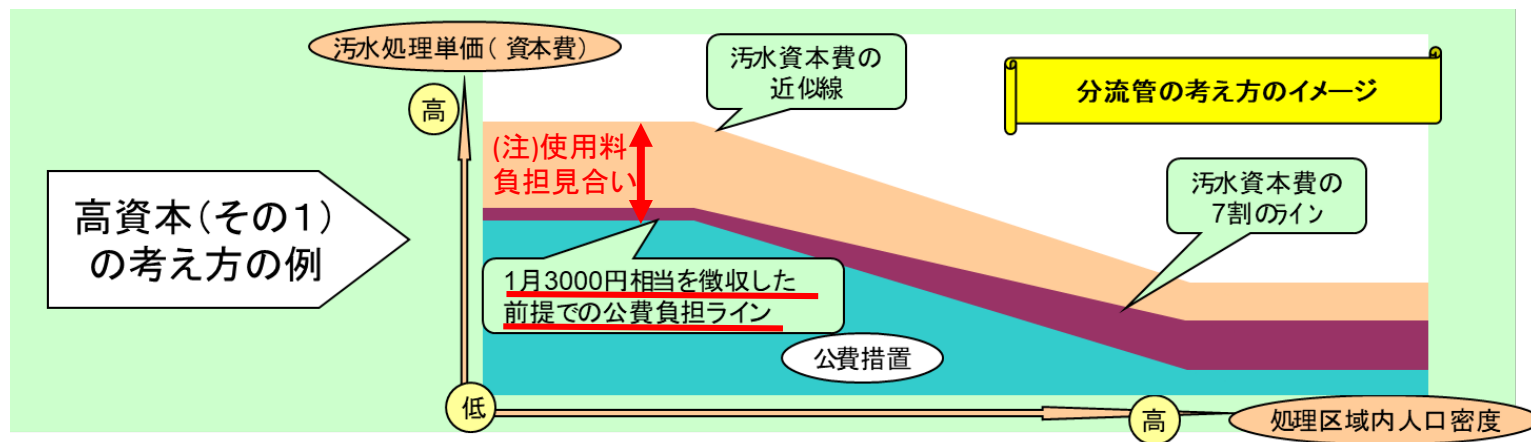 汚水処理単価(資本費)
高
汚水資本費の
近似線
分流管の考え方のイメージ
(注)使用料
負担見合い
汚水資本費の
7割のライン
高資本(その1)
の考え方の例
1月3000円相当を徴収した
前提での公費負担ライン
公費措置
低
高
処理区域内人口密度